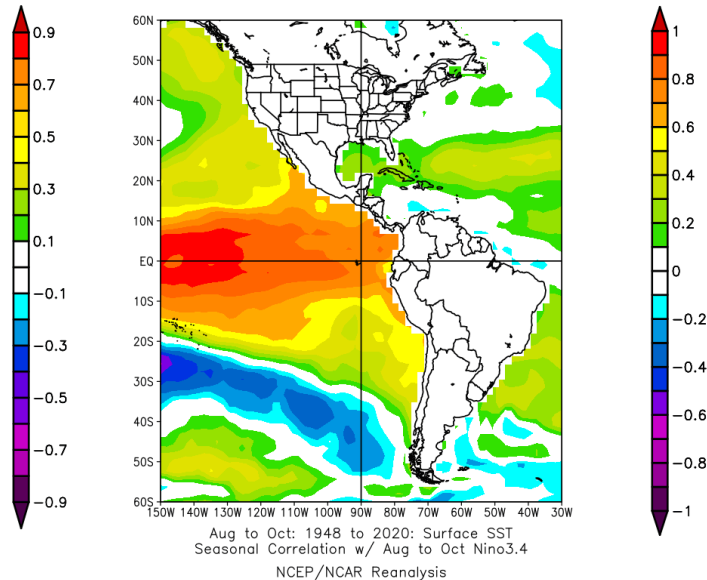 0.9
0.7
0.5
0.3
0.1
−0.1
−0.3
−0.5
−0.7
−0.9
60N
50N
40N
30N
20N
10N
EQ
10S
20S
30S
40S
50S
60S
150W 140W 130W 120W 110W 100W 90W 80W 70W 60W 50W 40W 30W
1
0.8
0.6
0.4
0.2
0
−0.2
−0.4
−0.6
−0.8
−1
Aug to Oct: 1948 to 2020: Surface SST
Seasonal Correlation w/ Aug to Oct Nino3.4
NCEP/NCAR Reanalysis